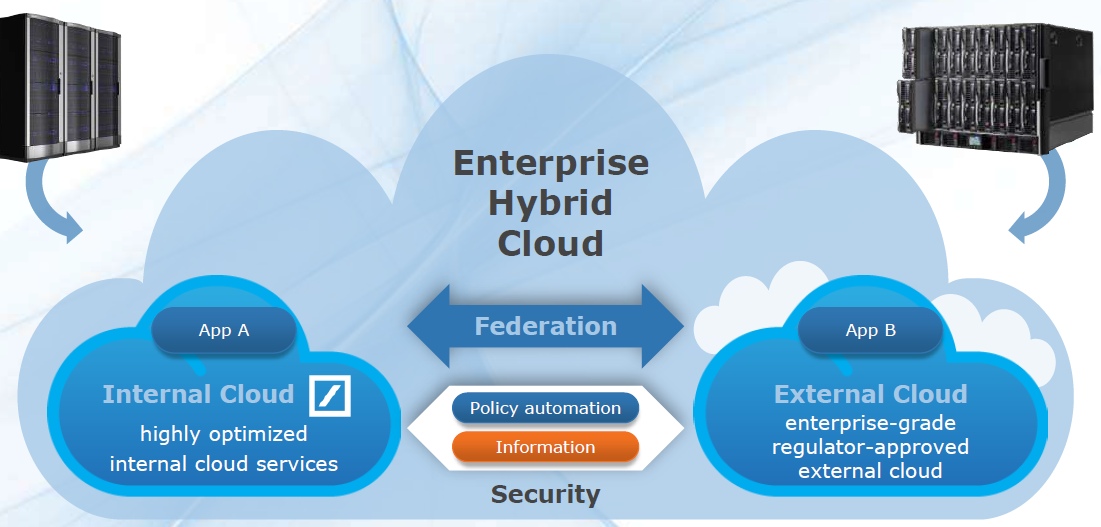 Enterprise
Hybrid
Cloud
Federation
App A
Internal Cloud
highly optimized
internal cloud services
Policy automation
Information
Security
App B
External Cloud
enterprise-grade
regulator-approved
external cloud